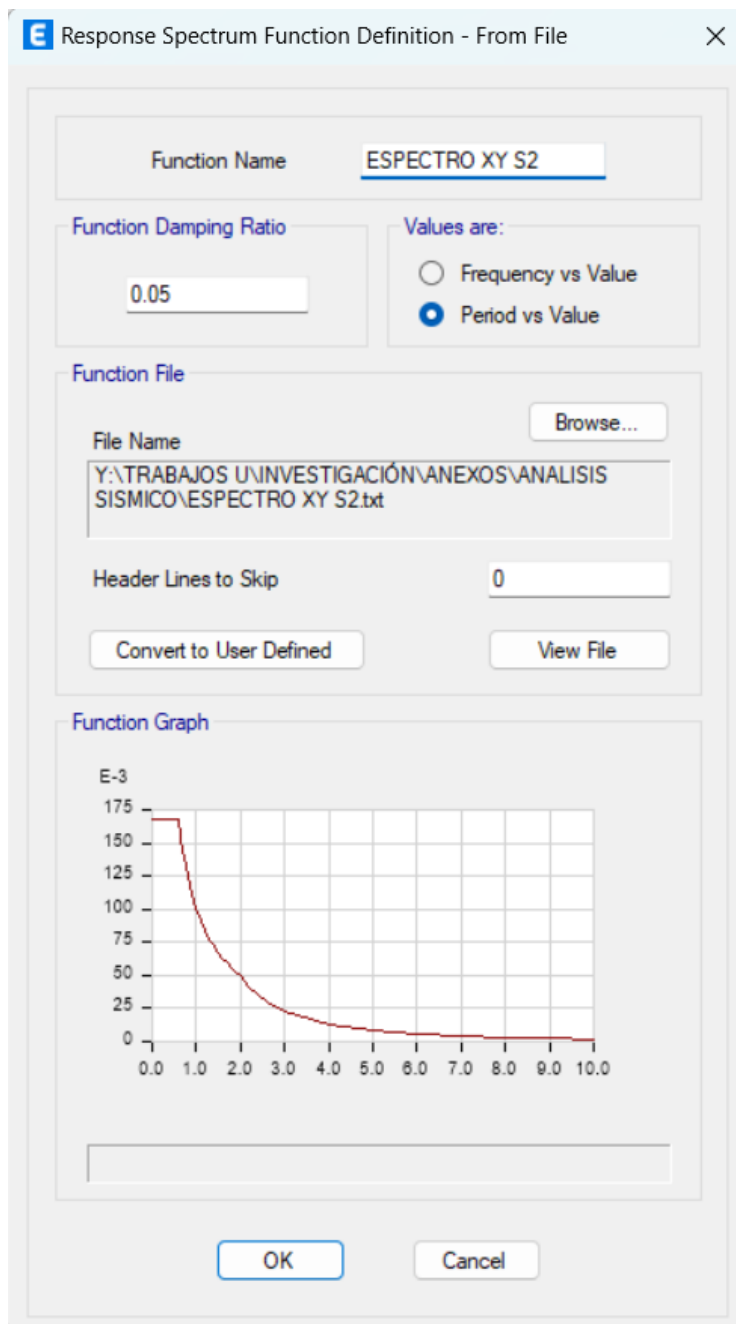 E Response Spectrum Function Definition - From File
Function Name ESPECTRO XY S2
Function Damping Ratio
0.05
Values are:
Frequency vs Value
Period vs Value
Function File
Browse...
File Name
Y:\TRABAJOS U\INVESTIGACIÓN\ANEXOS\ANALISIS
SISMICO\ESPECTRO XY S2.txt
Header Lines to Skip 0
Convert to User Defined View File
Function Graph
E-3
175
150
125
100
75
50
25
0
0.0 1.0 2.0 3.0 4.0 5.0 6.0 7.0 8.0 9.0 10.0
OK Cancel